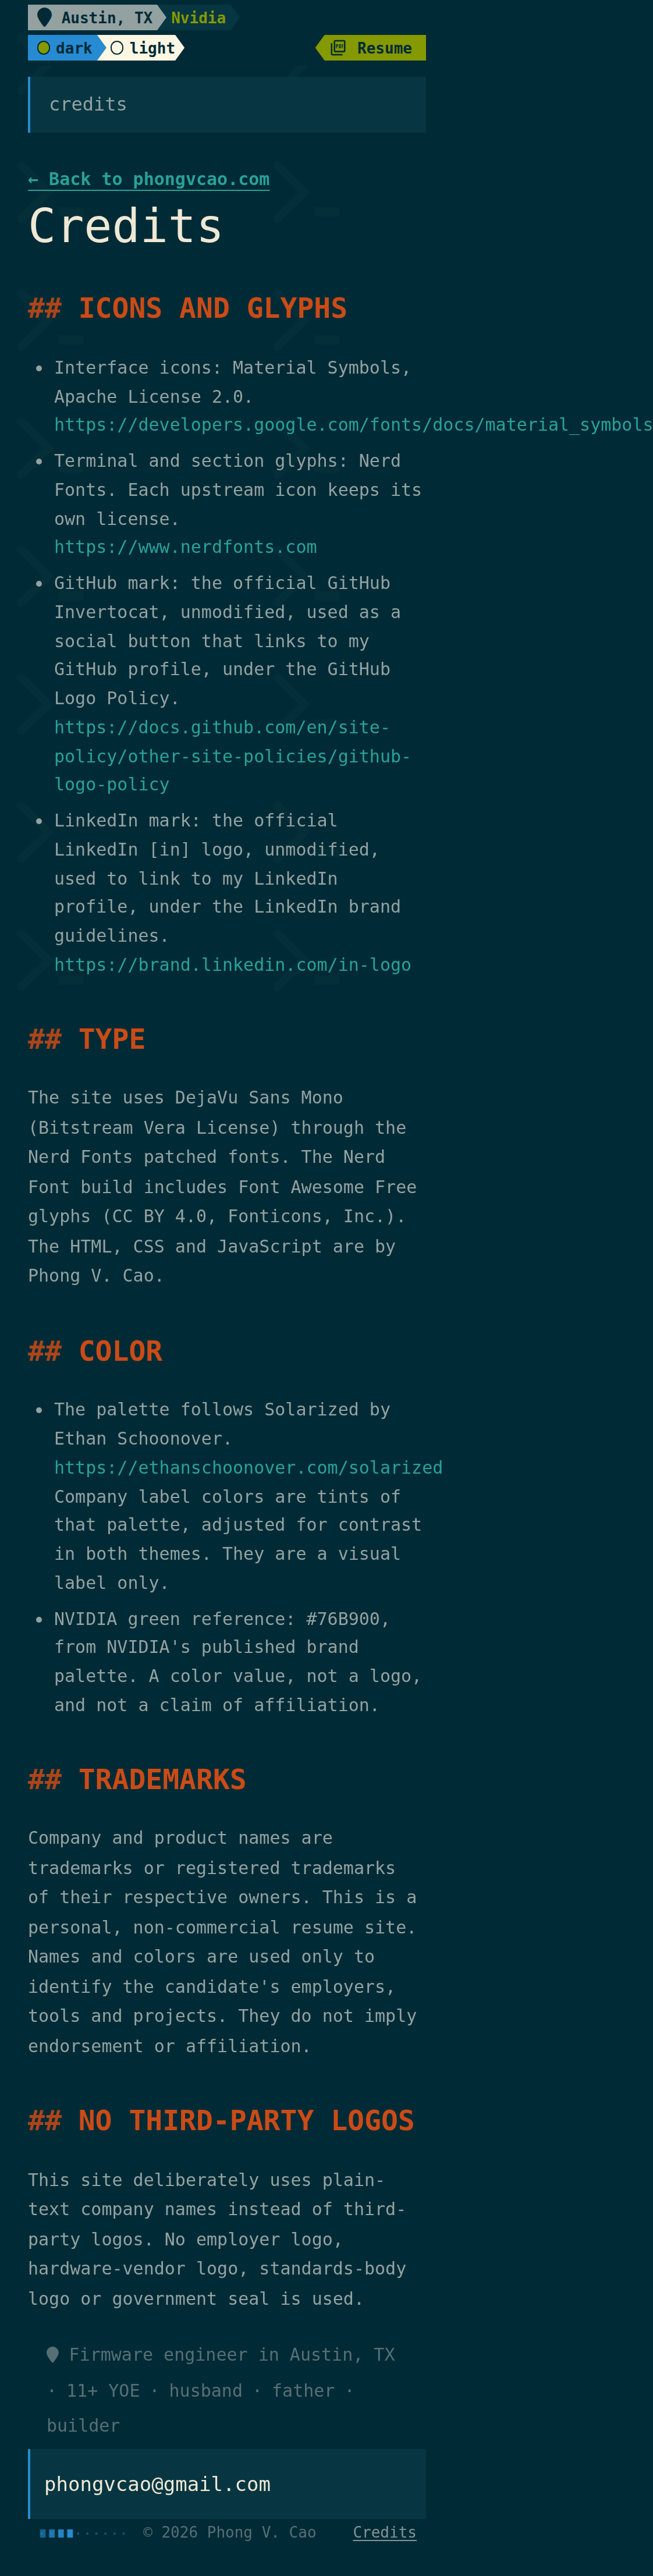 Austin, TX Nvidia
dark light Resume
credits
← Back to phongvcao.com
Credits
## ICONS AND GLYPHS
• Interface icons: Material Symbols,
Apache License 2.0.
https://developers.google.com/fonts/docs/material_symbols
• Terminal and section glyphs: Nerd
Fonts. Each upstream icon keeps its
own license.
https://www.nerdfonts.com
• GitHub mark: the official GitHub
Invertocat, unmodified, used as a
social button that links to my
GitHub profile, under the GitHub
Logo Policy.
https://docs.github.com/en/site-
policy/other-site-policies/github-
logo-policy
• LinkedIn mark: the official
LinkedIn [in] logo, unmodified,
used to link to my LinkedIn
profile, under the LinkedIn brand
guidelines.
https://brand.linkedin.com/in-logo
## TYPE
The site uses DejaVu Sans Mono
(Bitstream Vera License) through the
Nerd Fonts patched fonts. The Nerd
Font build includes Font Awesome Free
glyphs (CC BY 4.0, Fonticons, Inc.).
The HTML, CSS and JavaScript are by
Phong V. Cao.
## COLOR
• The palette follows Solarized by
Ethan Schoonover.
https://ethanschoonover.com/solarized
Company label colors are tints of
that palette, adjusted for contrast
in both themes. They are a visual
label only.
• NVIDIA green reference: #76B900,
from NVIDIA's published brand
palette. A color value, not a logo,
and not a claim of affiliation.
## TRADEMARKS
Company and product names are
trademarks or registered trademarks
of their respective owners. This is a
personal, non-commercial resume site.
Names and colors are used only to
identify the candidate's employers,
tools and projects. They do not imply
endorsement or affiliation.
## NO THIRD-PARTY LOGOS
This site deliberately uses plain-
text company names instead of third-
party logos. No employer logo,
hardware-vendor logo, standards-body
logo or government seal is used.
Firmware engineer in Austin, TX
· 11+ YOE · husband · father ·
builder
phongvcao@gmail.com
© 2026 Phong V. Cao Credits